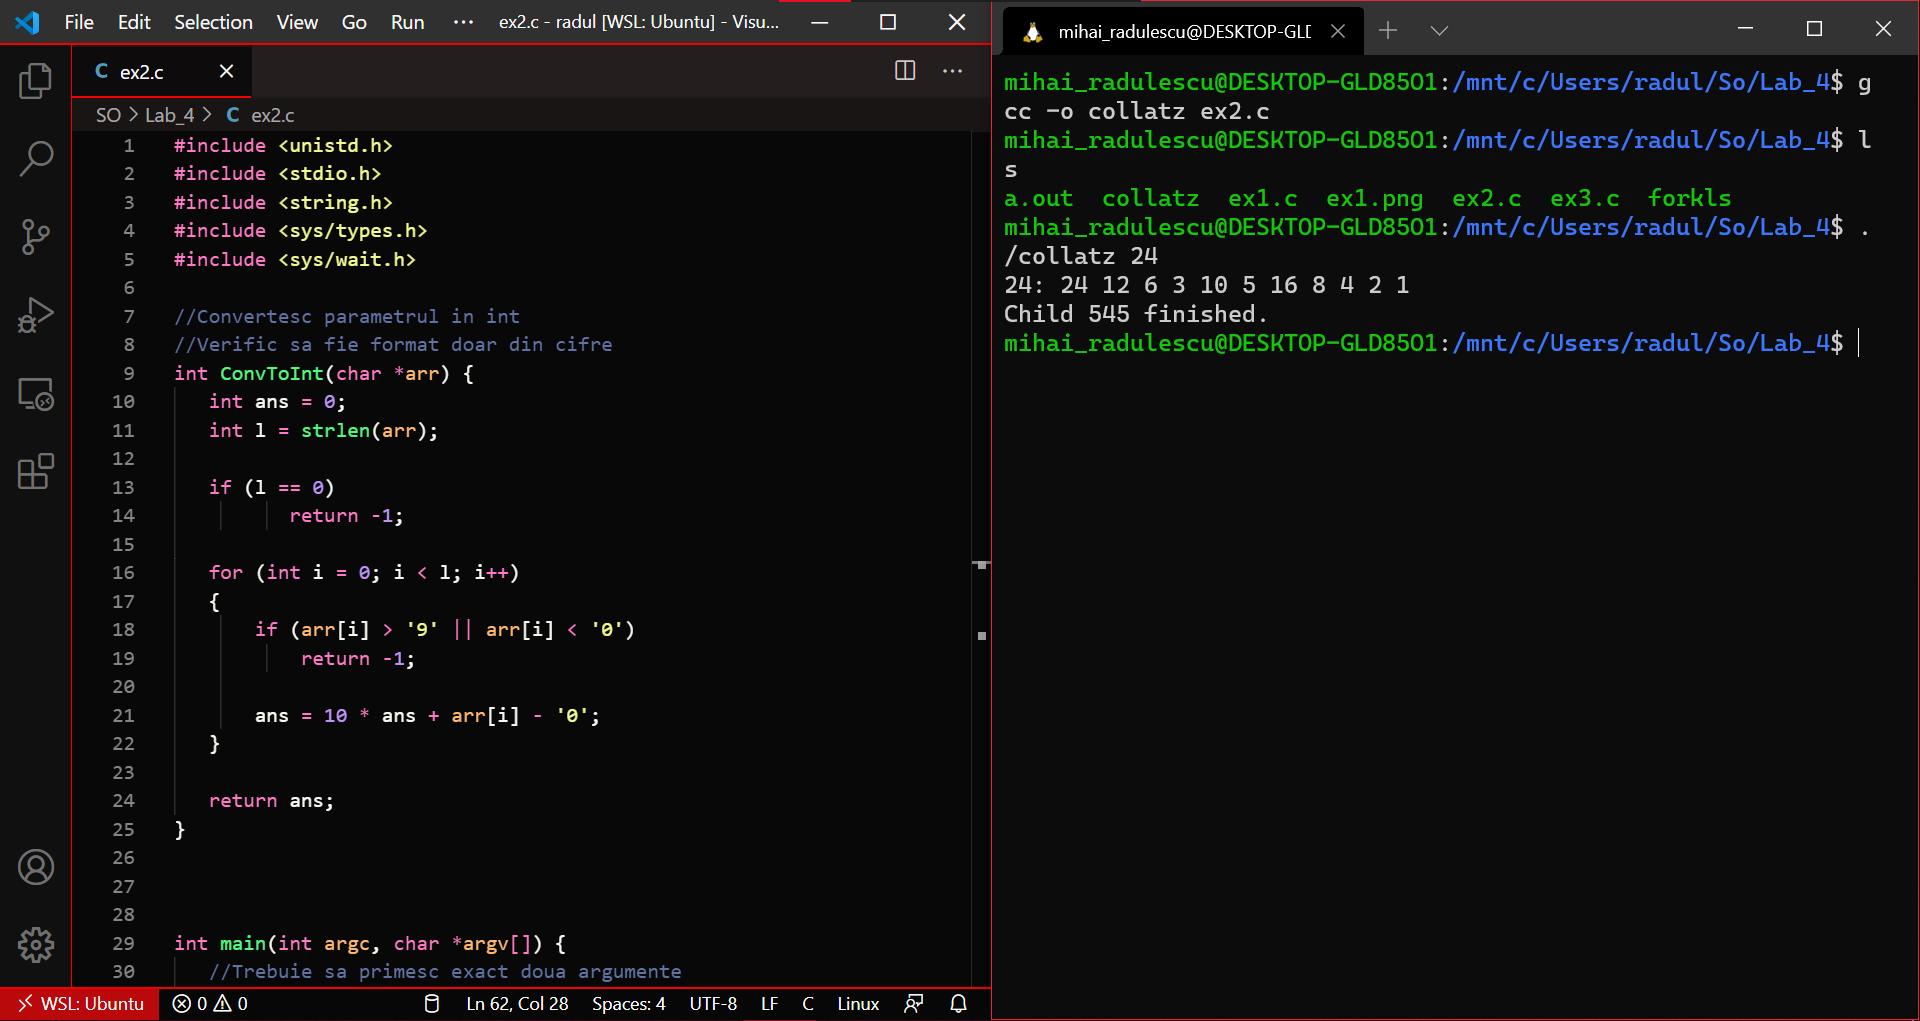 File Edit Selection View Go Run ··· ex2.c - radul [WSL: Ubuntu] - Visu...
C ex2.c
SO > Lab_4 > C ex2.c
1 #include <unistd.h>
2 #include <stdio.h>
3 #include <string.h>
4 #include <sys/types.h>
5 #include <sys/wait.h>
6
7 //Convertesc parametrul in int
8 //Verific sa fie format doar din cifre
9 int ConvToInt(char *arr) {
10 int ans = 0;
11 int l = strlen(arr);
12
13 if (l == 0)
14 return -1;
15
16 for (int i = 0; i < l; i++)
17 {
18 if (arr[i] > '9' || arr[i] < '0')
19 return -1;
20
21 ans = 10 * ans + arr[i] - '0';
22 }
23
24 return ans;
25 }
26
27
28
29 int main(int argc, char *argv[]) {
30 //Trebuie sa primesc exact doua argumente
WSL: Ubuntu 0 0 Ln 62, Col 28 Spaces: 4 UTF-8 LF C Linux
mihai_radulescu@DESKTOP-GLI
mihai_radulescu@DESKTOP-GLD85O1:/mnt/c/Users/radul/So/Lab_4$ g
cc -o collatz ex2.c
mihai_radulescu@DESKTOP-GLD85O1:/mnt/c/Users/radul/So/Lab_4$ l
s
a.out collatz ex1.c ex1.png ex2.c ex3.c forkls
mihai_radulescu@DESKTOP-GLD85O1:/mnt/c/Users/radul/So/Lab_4$ .
/collatz 24
24: 24 12 6 3 10 5 16 8 4 2 1
Child 545 finished.
mihai_radulescu@DESKTOP-GLD85O1:/mnt/c/Users/radul/So/Lab_4$